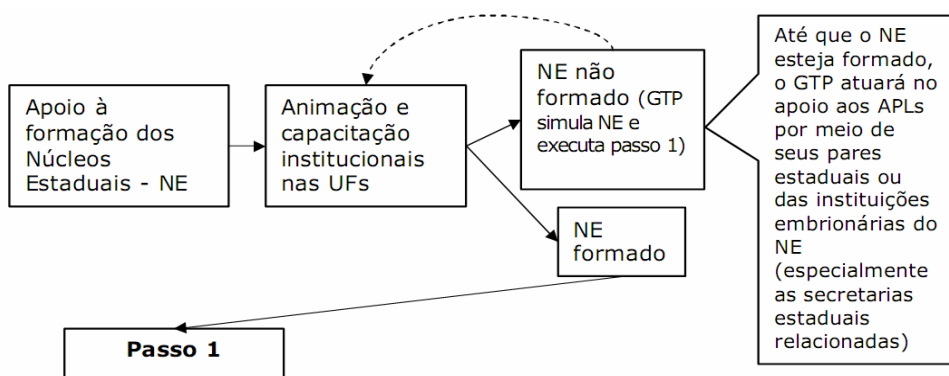 Apoio à
formação dos
Núcleos
Estaduais - NE
Animação e
capacitação
institucionais
nas UFs
NE não
formado (GTP
simula NE e
executa passo 1)
NE
formado
Até que o NE
esteja formado,
o GTP atuará no
apoio aos APLs
por meio de
seus pares
estaduais ou
das instituições
embrionárias do
NE
(especialmente
as secretarias
estaduais
relacionadas)
Passo 1